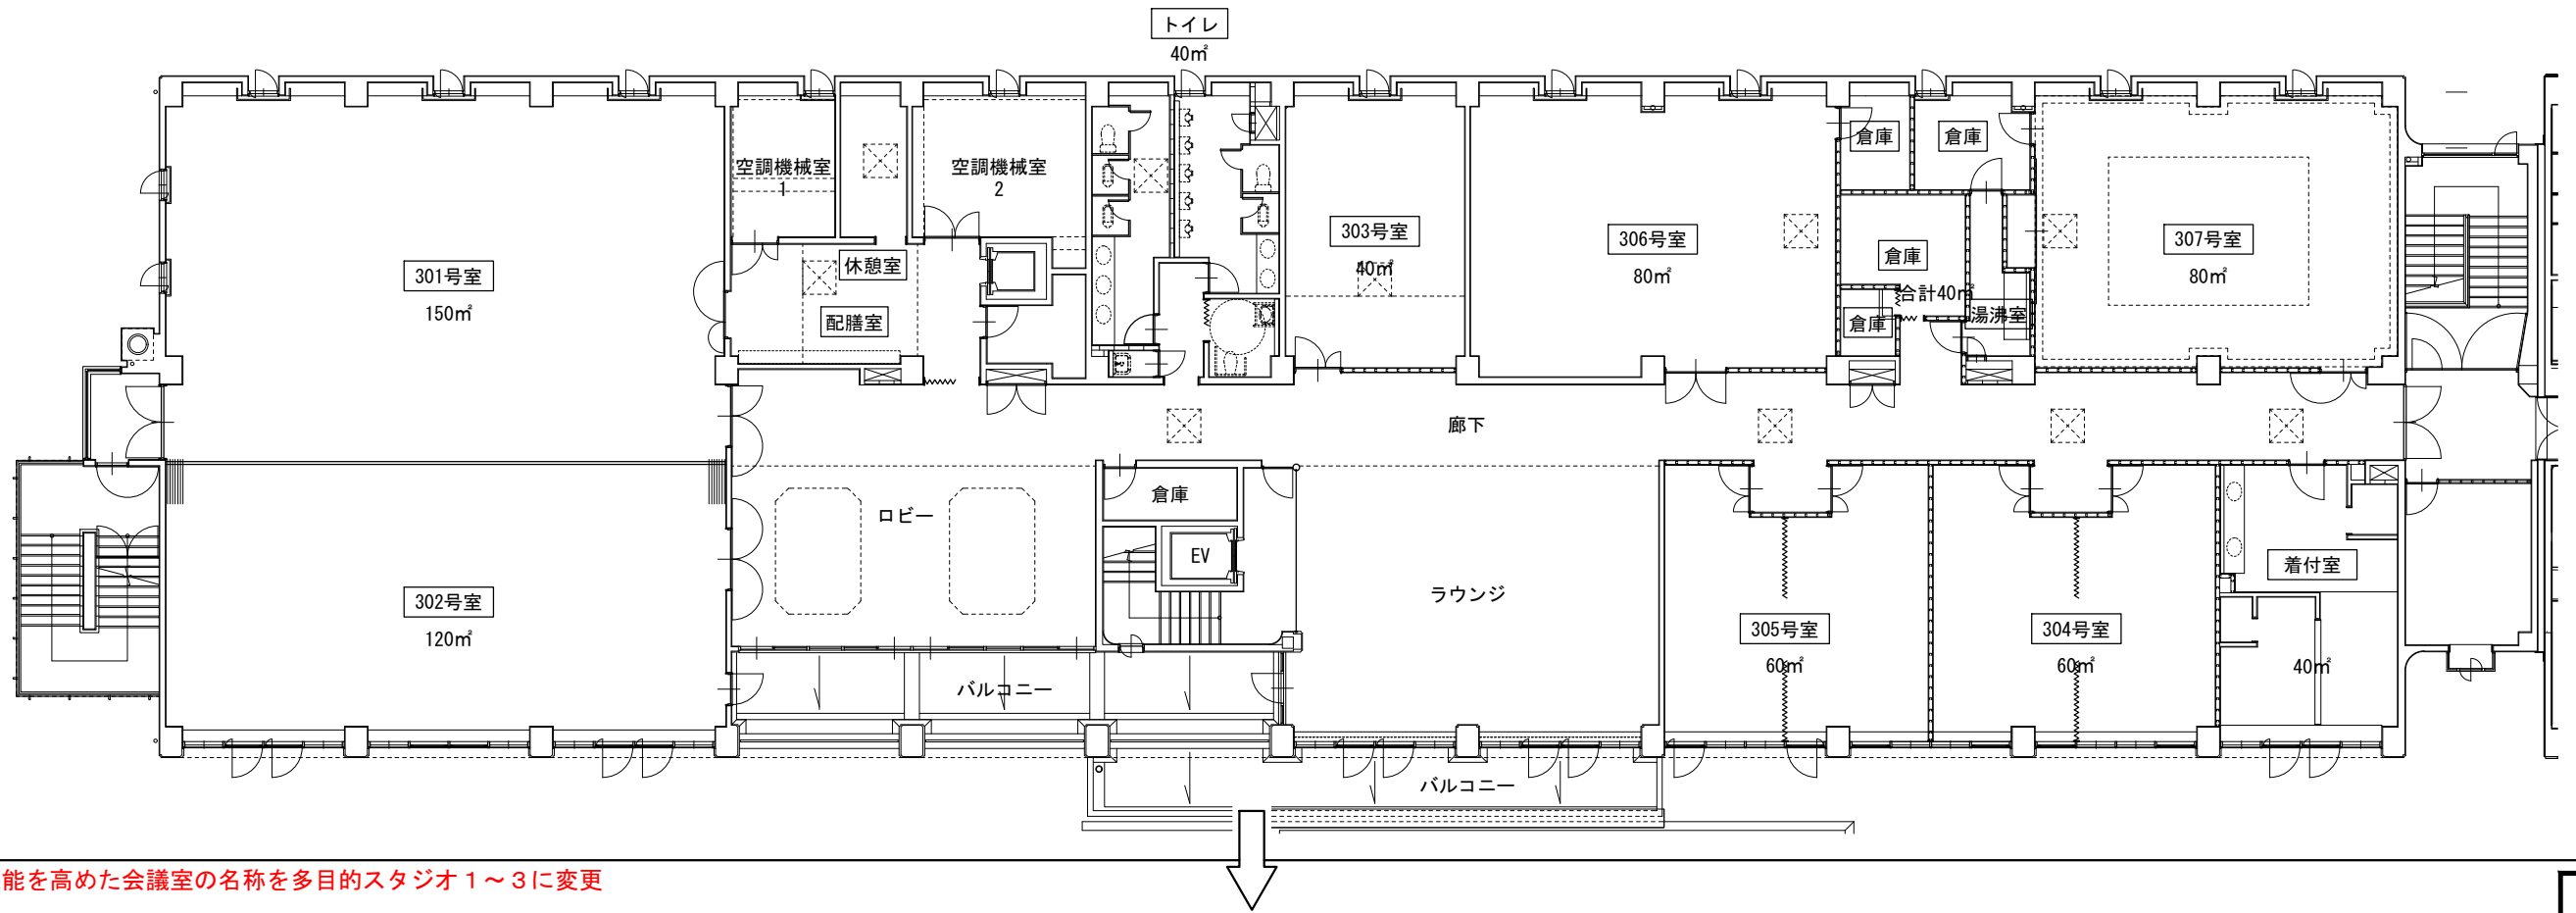 トイレ
40㎡
空調機械室
1
空調機械室
2
倉庫
倉庫
301号室
150㎡
休憩室
配膳室
303号室
40㎡
306号室
80㎡
倉庫
合計40㎡
倉庫
湯沸室
307号室
80㎡
廊下
倉庫
ロビー
EV
ラウンジ
302号室
120㎡
305号室
60㎡
304号室
60㎡
着付室
40㎡
バルコニー
バルコニー
能を高めた会議室の名称を多目的スタジオ１～３に変更